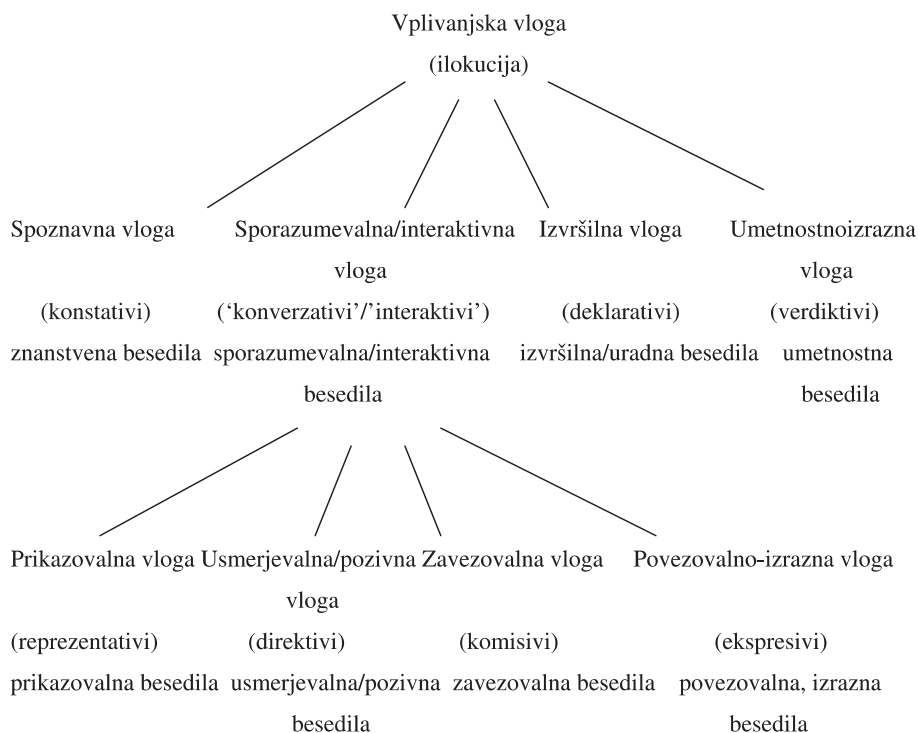 Vplivanjska vloga
(ilokucija)
Spoznavna vloga Sporazumevalna/interaktivna Izvršilna vloga Umetnostnoizrazna
vloga vloga
(konstativi) (‘konverzativi’/’interaktivi’) (deklarativi) (verdiktivi)
znanstvena besedila sporazumevalna/interaktivna izvršilna/uradna besedila umetnostna
besedila besedila
Prikazovalna vloga Usmerjevalna/pozivna Zavezovalna vloga Povezovalno-izrazna vloga
vloga
(reprezentativi) (direktivi) (komisivi) (ekspresivi)
prikazovalna besedila usmerjevalna/pozivna zavezovalna besedila povezovalna, izrazna
besedila besedila